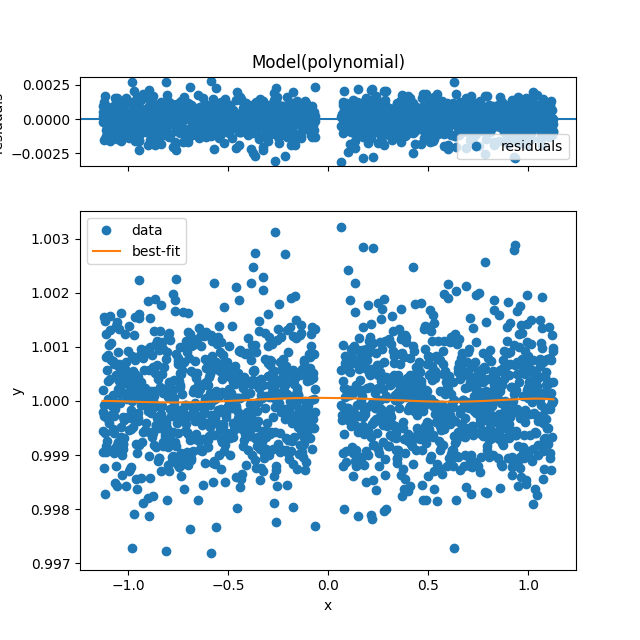 Model(polynomial)
0.0025
0.0000
−0.0025
residuals
residuals
1.003
1.002
1.001
1.000
0.999
0.998
0.997
y
data
best-fit
−1.0 −0.5 0.0 0.5 1.0
x